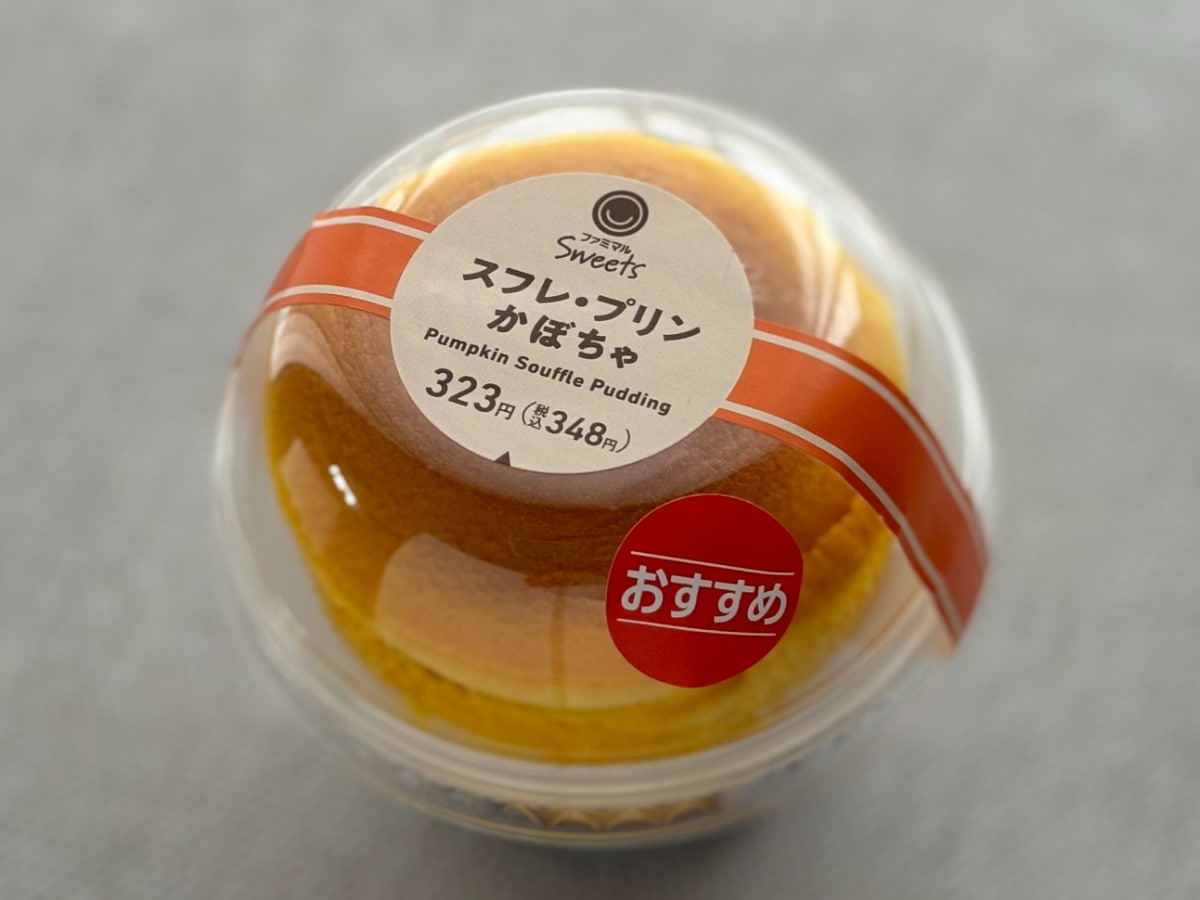 ファミマル
Sweets
スフレ・プリン
かぼちゃ
Pumpkin Souffle Pudding
323円(税込348円)
おすすめ